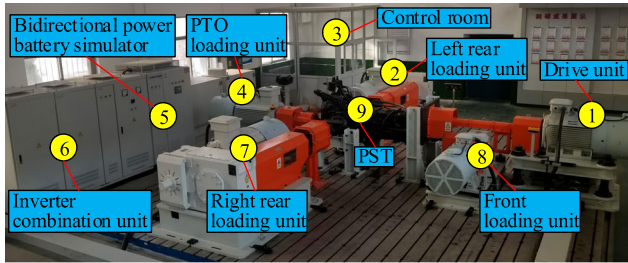 Bidirectional power
battery simulator
PTO
loading unit
3
Control room
2
Left rear
loading unit
Drive unit
1
4
5
9
PST
6
7
8
Inverter
combination unit
Right rear
loading unit
Front
loading unit